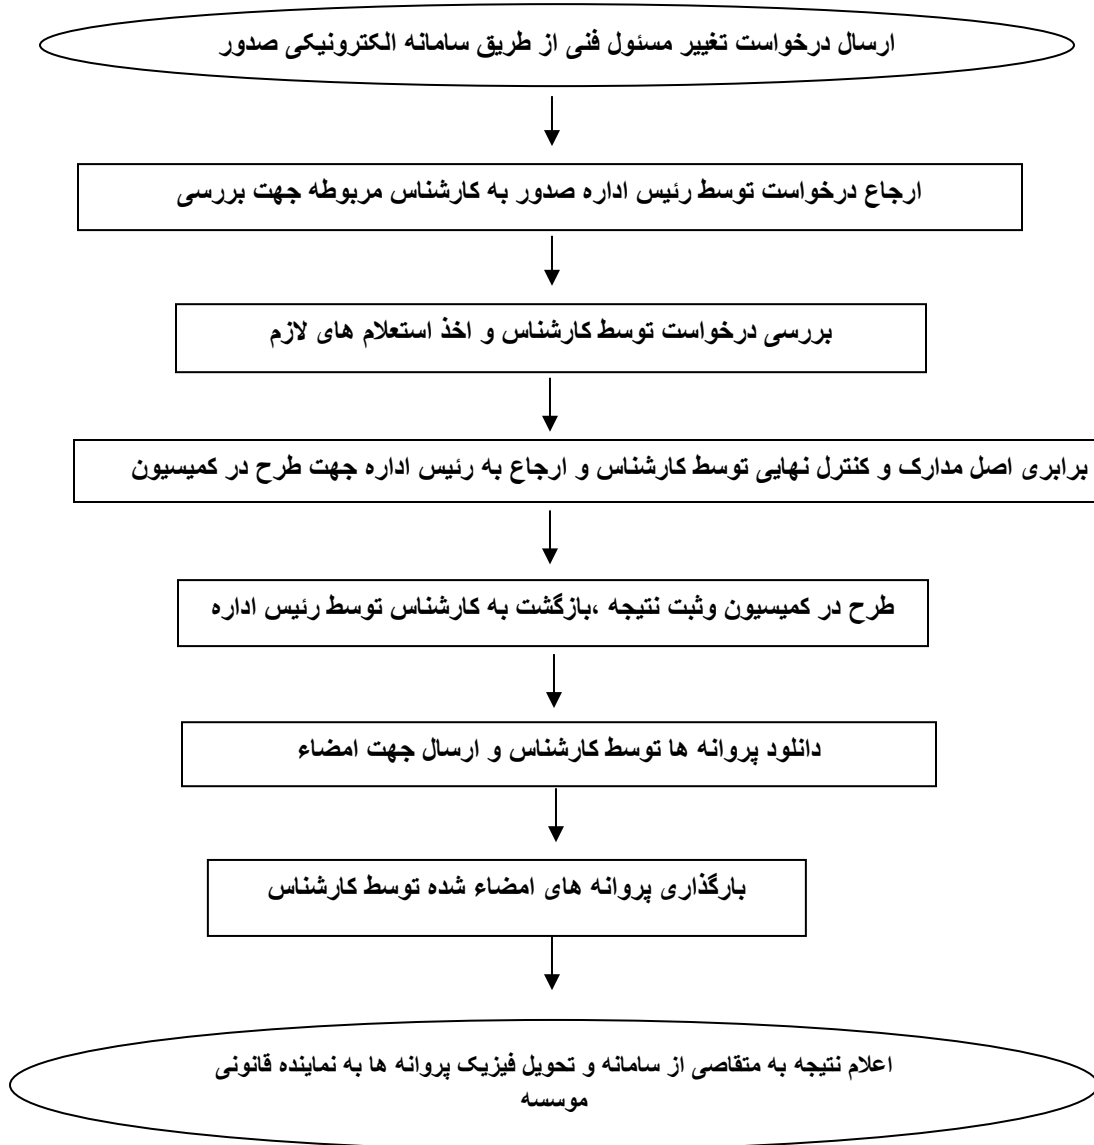 ارسال درخواست تغییر مسئول فنی از طریق سامانه الکترونیکی صدور
ارجاع درخواست توسط رئیس اداره صدور به کارشناس مربوطه جهت بررسی
بررسی درخواست توسط کارشناس و اخذ استعلام های لازم
برابری اصل مدارک و کنترل نهایی توسط کارشناس و ارجاع به رئیس اداره جهت طرح در کمیسیون
طرح در کمیسیون وثبت نتیجه ،بازگشت به کارشناس توسط رئیس اداره
دانلود پروانه ها توسط کارشناس و ارسال جهت امضاء
بارگذاری پروانه های امضاء شده توسط کارشناس
اعلام نتیجه به متقاصی از سامانه و تحویل فیزیک پروانه ها به نماینده قانونی
موسسه